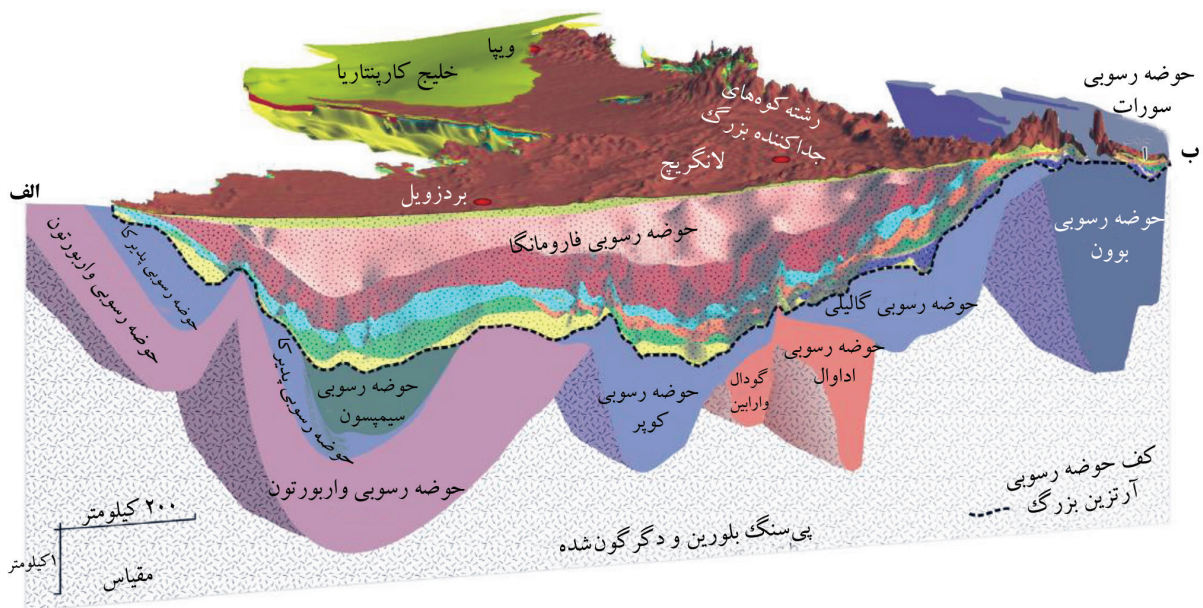 ویپا
خلیج کارپنتاریا
رشته کوه‌های
جداکننده بزرگ
لانگریچ
بردزویل
حوضه رسوبی
سورات
الف
ب
حوضه رسوبی فارومانگا
حوضه رسوبی
بوون
حوضه رسوبی واربورتون
حوضه رسوبی پدیرکا
حوضه رسوبی گالیلی
حوضه رسوبی پدیرکا
حوضه رسوبی
سیمپسون
حوضه رسوبی
کوپر
گودال
وارابین
حوضه رسوبی
اداوال
حوضه رسوبی واربورتون
کف حوضه رسوبی
آرتزین بزرگ
۲۰۰ کیلومتر
۱کیلومتر
مقیاس
پی‌سنگ بلورین و دگرگون‌شده